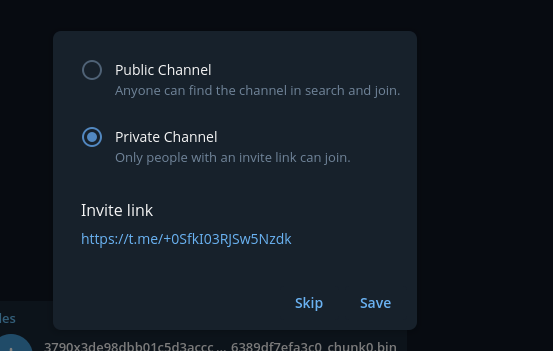 Public Channel
Anyone can find the channel in search and join.
Private Channel
Only people with an invite link can join.
Invite link
https://t.me/+0SfkI03RJSw5Nzdk
Skip Save
les
3790x3de98dbb01c5d3accc ... 6389df7efa3c0_chunk0.bin